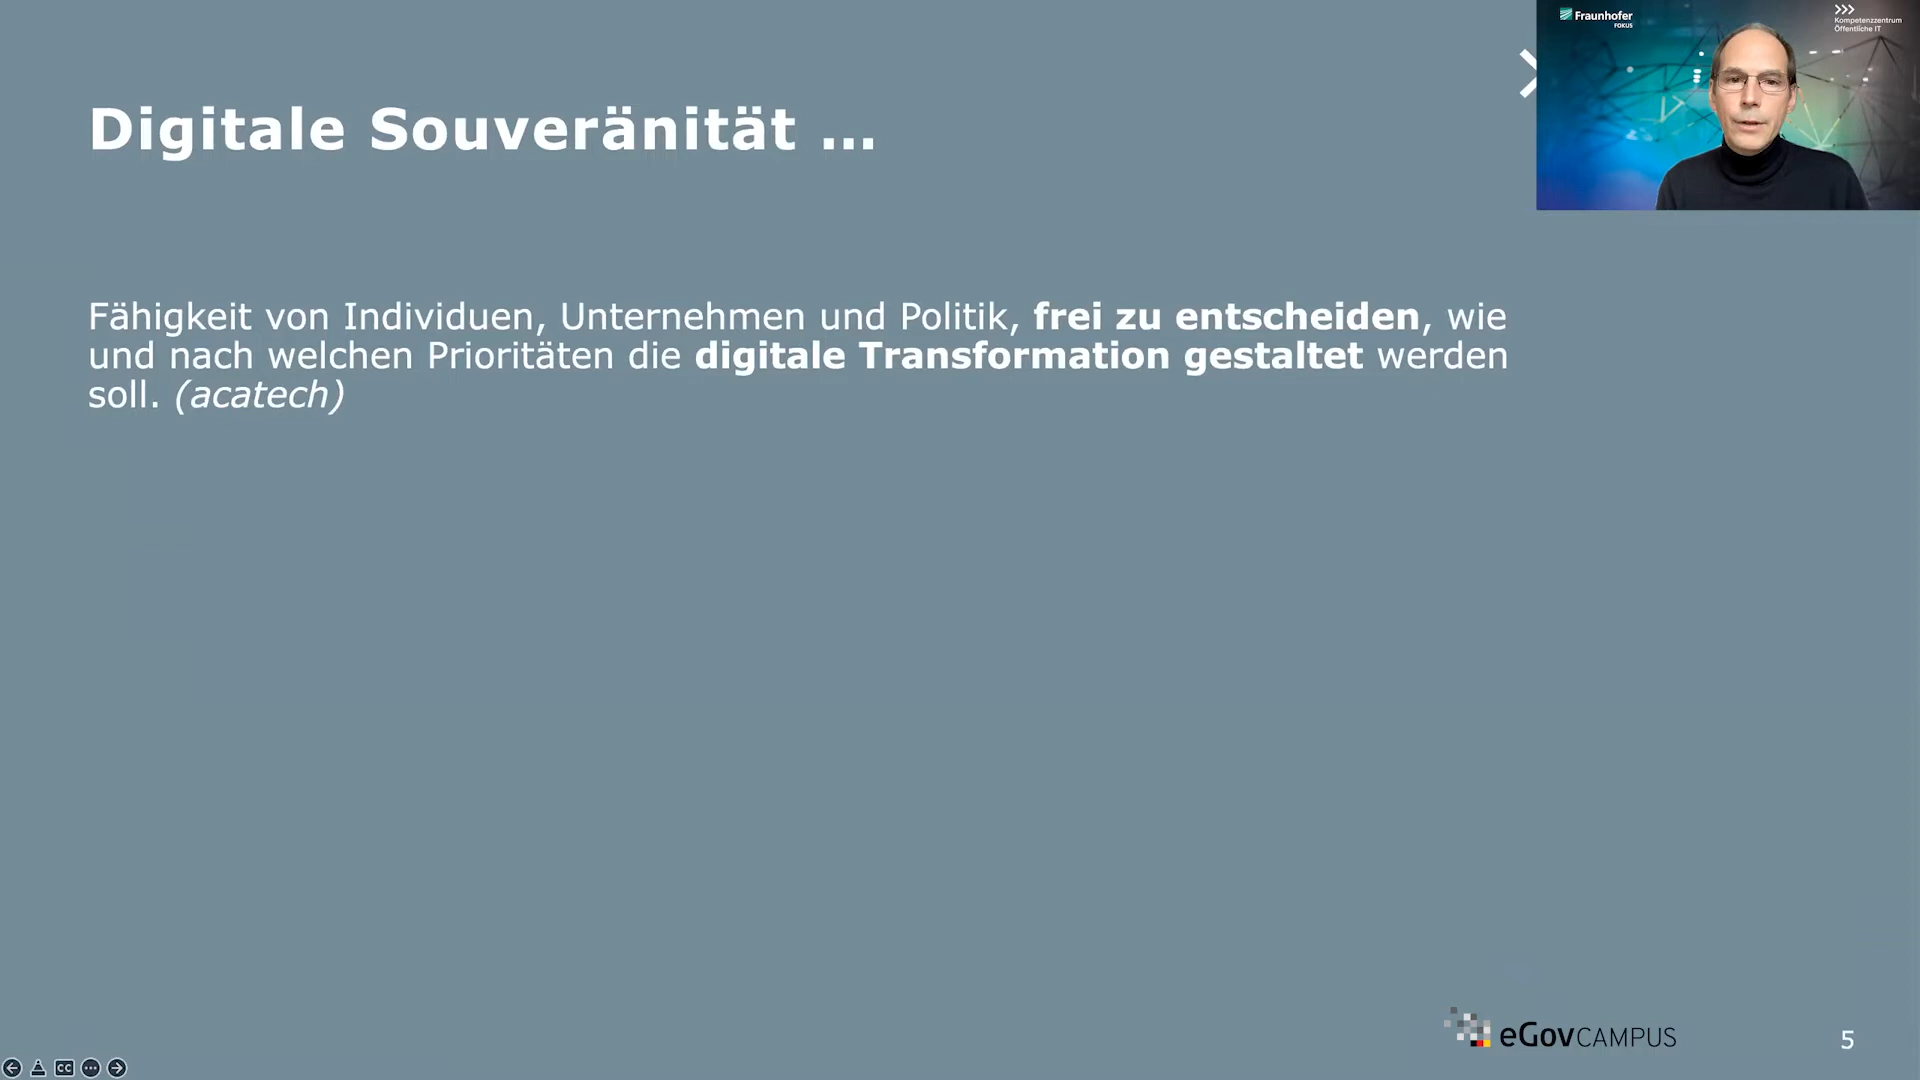 Digitale Souveränität ...
Fraunhofer
FOKUS
Kompetenzzentrum
Öffentliche IT
Fähigkeit von Individuen, Unternehmen und Politik, frei zu entscheiden, wie
und nach welchen Prioritäten die digitale Transformation gestaltet werden
soll. (acatech)
eGovCAMPUS
5
CC